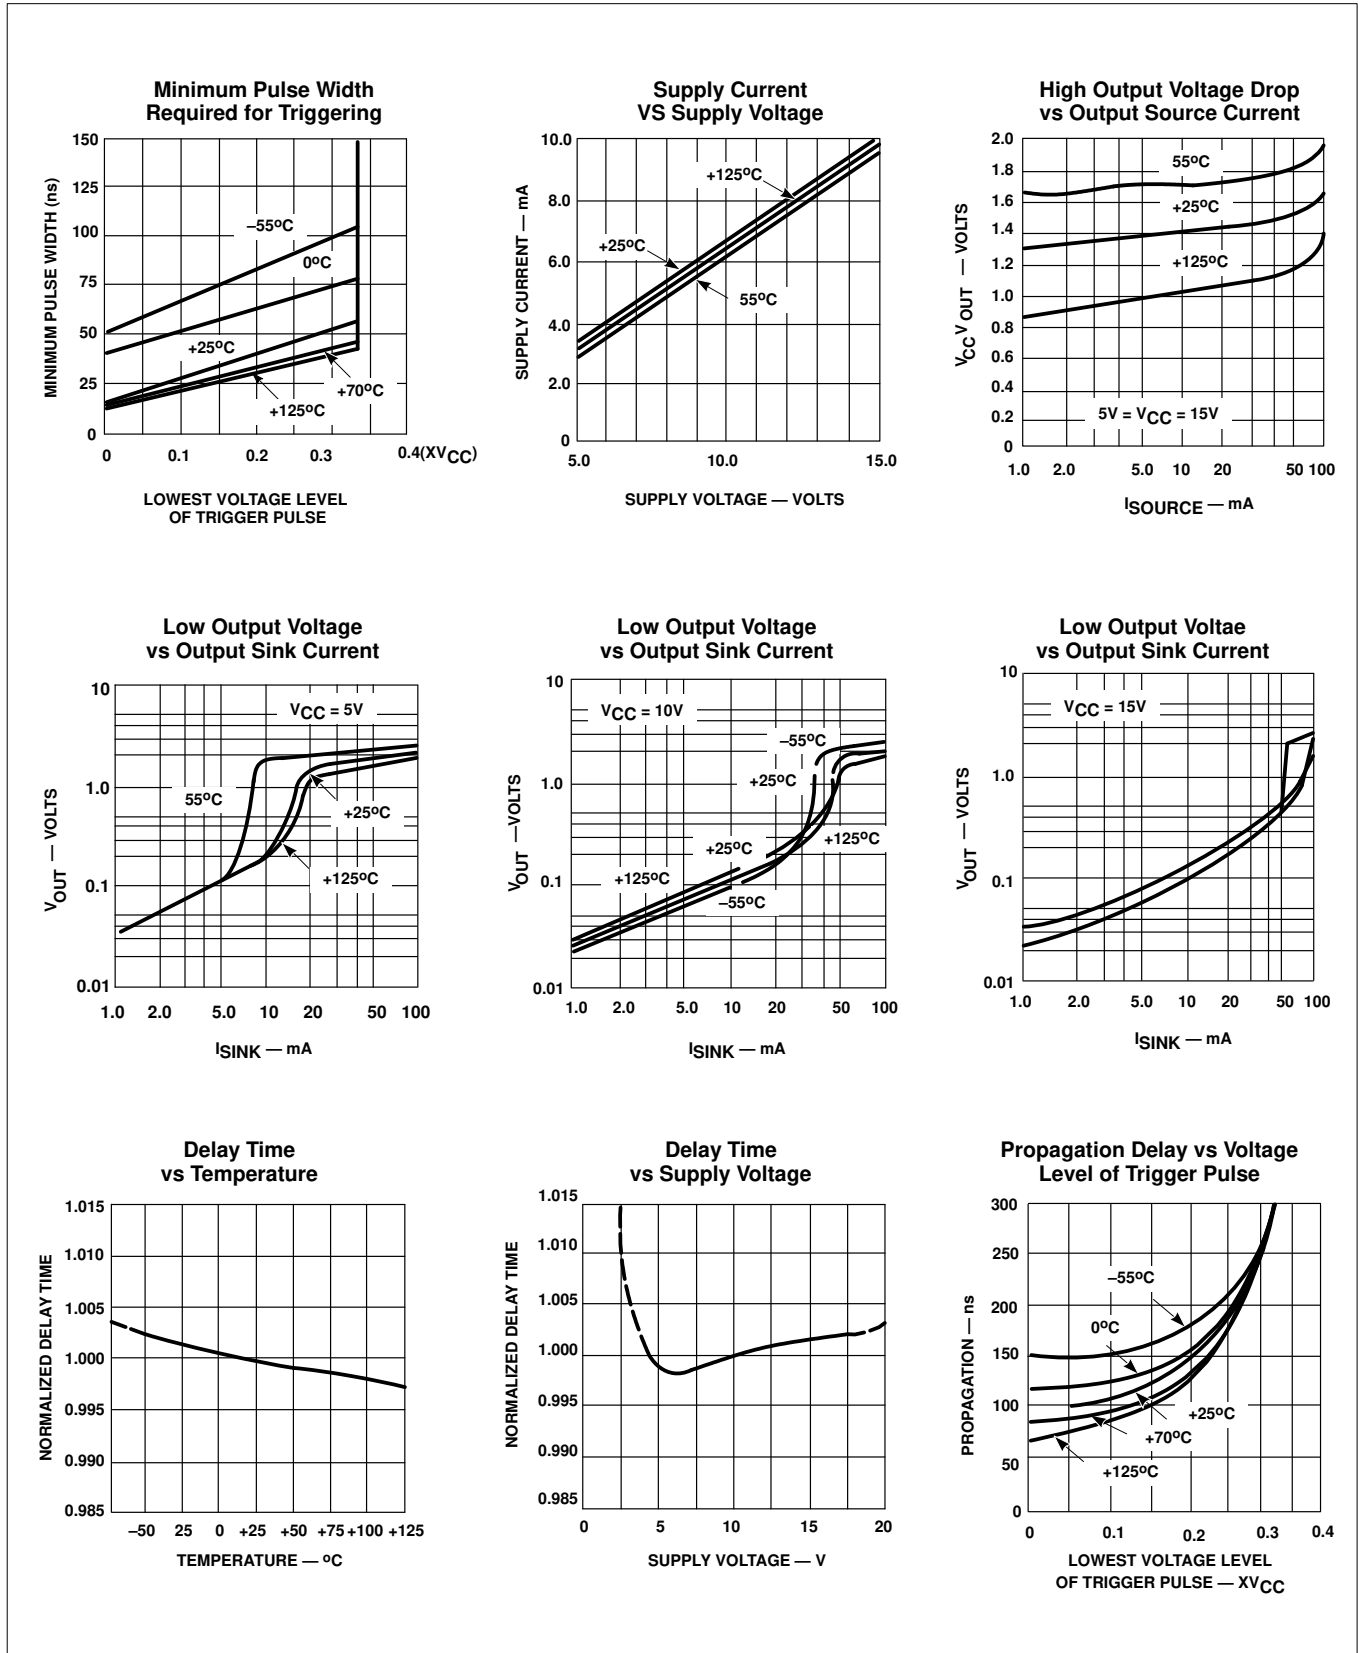 Minimum Pulse Width
Required for Triggering
150
125
100
75
50
25
0
MINIMUM PULSE WIDTH (ns)
–55ºC
0ºC
+25ºC
+70ºC
+125ºC
0 0.1 0.2 0.3 0.4(XVCC)
LOWEST VOLTAGE LEVEL
OF TRIGGER PULSE
Supply Current
VS Supply Voltage
10.0
8.0
6.0
4.0
2.0
0
SUPPLY CURRENT — mA
+125ºC
+25ºC
55ºC
5.0 10.0 15.0
SUPPLY VOLTAGE — VOLTS
High Output Voltage Drop
vs Output Source Current
2.0
1.8
1.6
1.4
1.2
1.0
0.8
0.6
0.4
0.2
0
VCC VOUT — VOLTS
55ºC
+25ºC
+125ºC
5V = VCC = 15V
1.0 2.0 5.0 10 20 50 100
ISOURCE — mA
Low Output Voltage
vs Output Sink Current
10
1.0
0.1
0.01
VOUT — VOLTS
VCC = 5V
55ºC
+25ºC
+125ºC
1.0 2.0 5.0 10 20 50 100
ISINK — mA
Low Output Voltage
vs Output Sink Current
10
1.0
0.1
0.01
VOUT —VOLTS
VCC = 10V
–55ºC
+25ºC
+25ºC
+125ºC
+125ºC
–55ºC
1.0 2.0 5.0 10 20 50 100
ISINK — mA
Low Output Voltae
vs Output Sink Current
10
1.0
0.1
0.01
VOUT — VOLTS
VCC = 15V
1.0 2.0 5.0 10 20 50 100
ISINK — mA
Delay Time
vs Temperature
1.015
1.010
1.005
1.000
0.995
0.990
0.985
NORMALIZED DELAY TIME
–50 25 0 +25 +50 +75 +100 +125
TEMPERATURE — ºC
Delay Time
vs Supply Voltage
1.015
1.010
1.005
1.000
0.995
0.990
0.985
NORMALIZED DELAY TIME
0 5 10 15 20
SUPPLY VOLTAGE — V
Propagation Delay vs Voltage
Level of Trigger Pulse
300
250
200
150
100
50
0
PROPAGATION — ns
–55ºC
0ºC
+25ºC
+70ºC
+125ºC
0 0.1 0.2 0.3 0.4
LOWEST VOLTAGE LEVEL
OF TRIGGER PULSE — XVCC